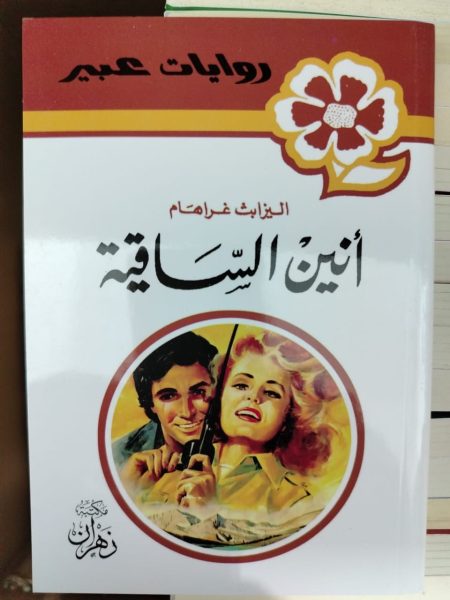 روايات عبير
اليزابث غراهام
أنين السَّاقية
مكتبة
زهران